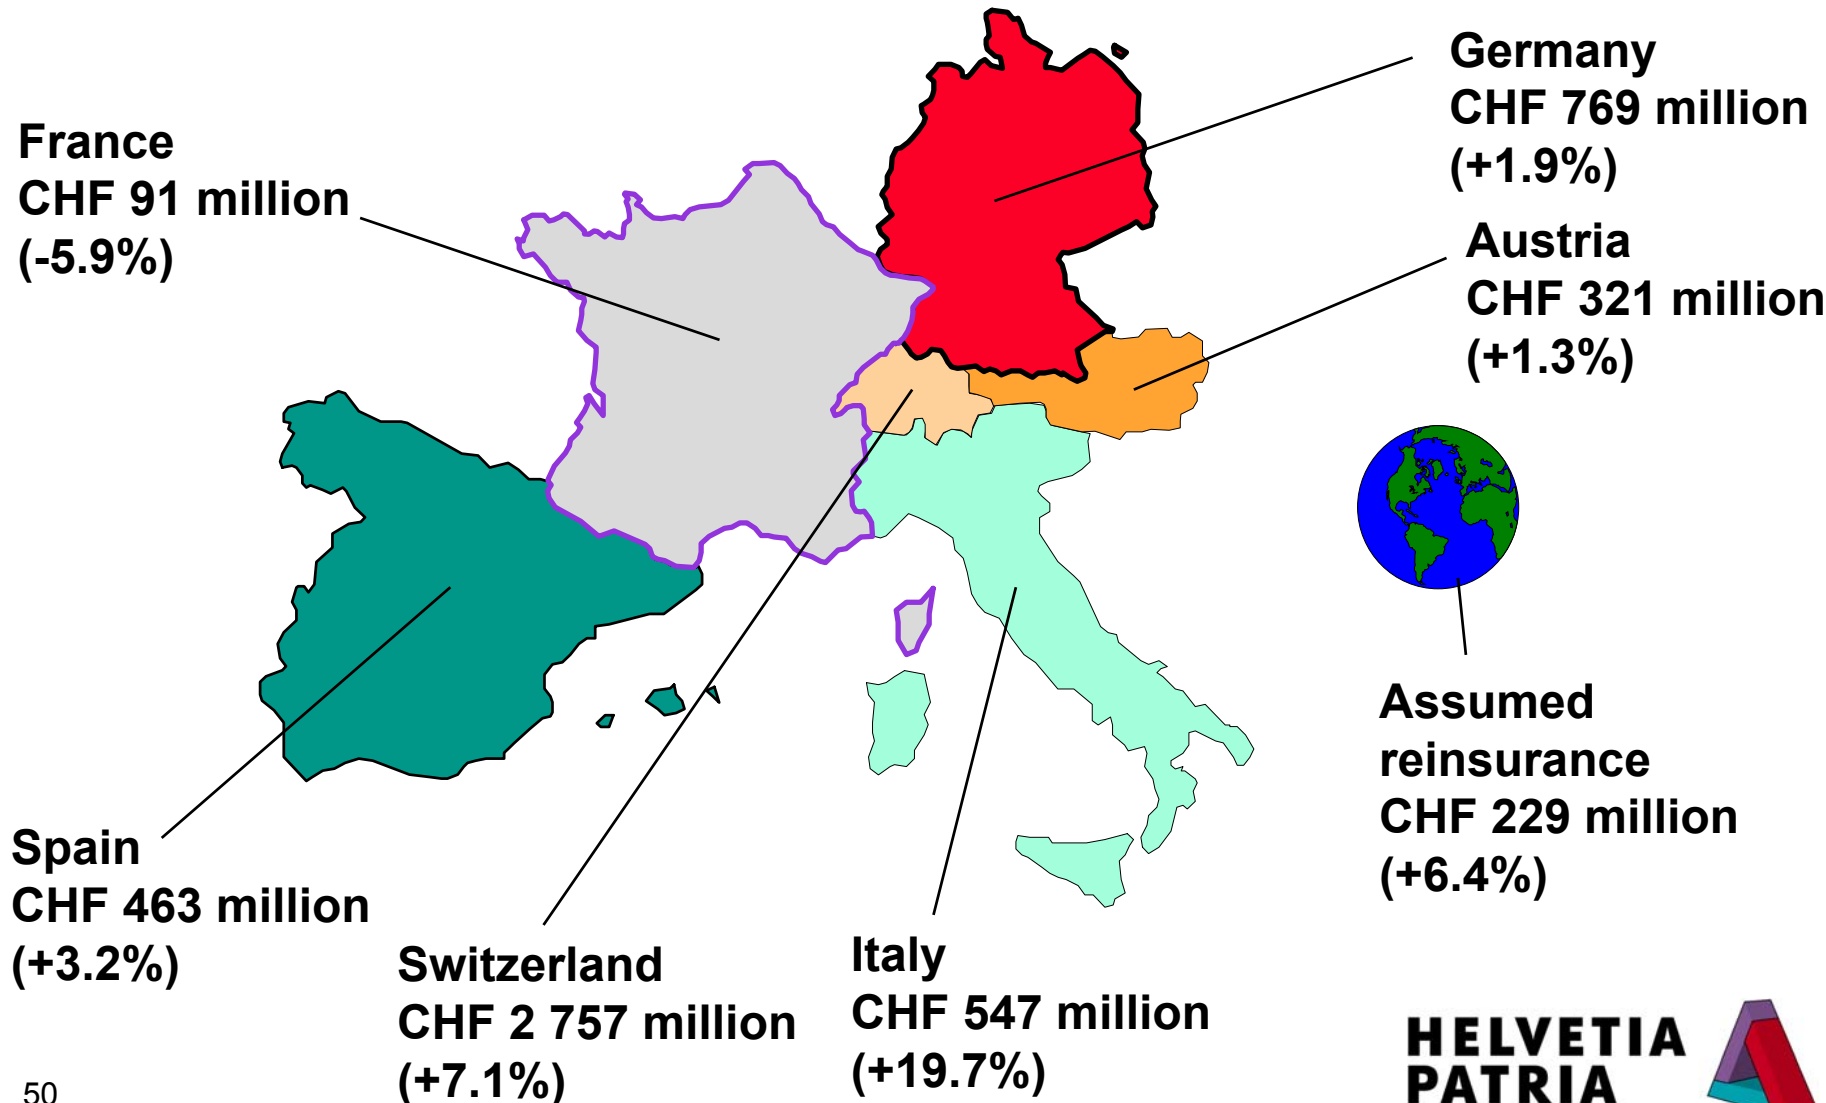 Germany
CHF 769 million
(+1.9%)
France
CHF 91 million
(-5.9%)
Austria
CHF 321 million
(+1.3%)
Assumed
reinsurance
CHF 229 million
(+6.4%)
Spain
CHF 463 million
(+3.2%)
Switzerland
CHF 2 757 million
(+7.1%)
Italy
CHF 547 million
(+19.7%)
HELVETIA
PATRIA
50